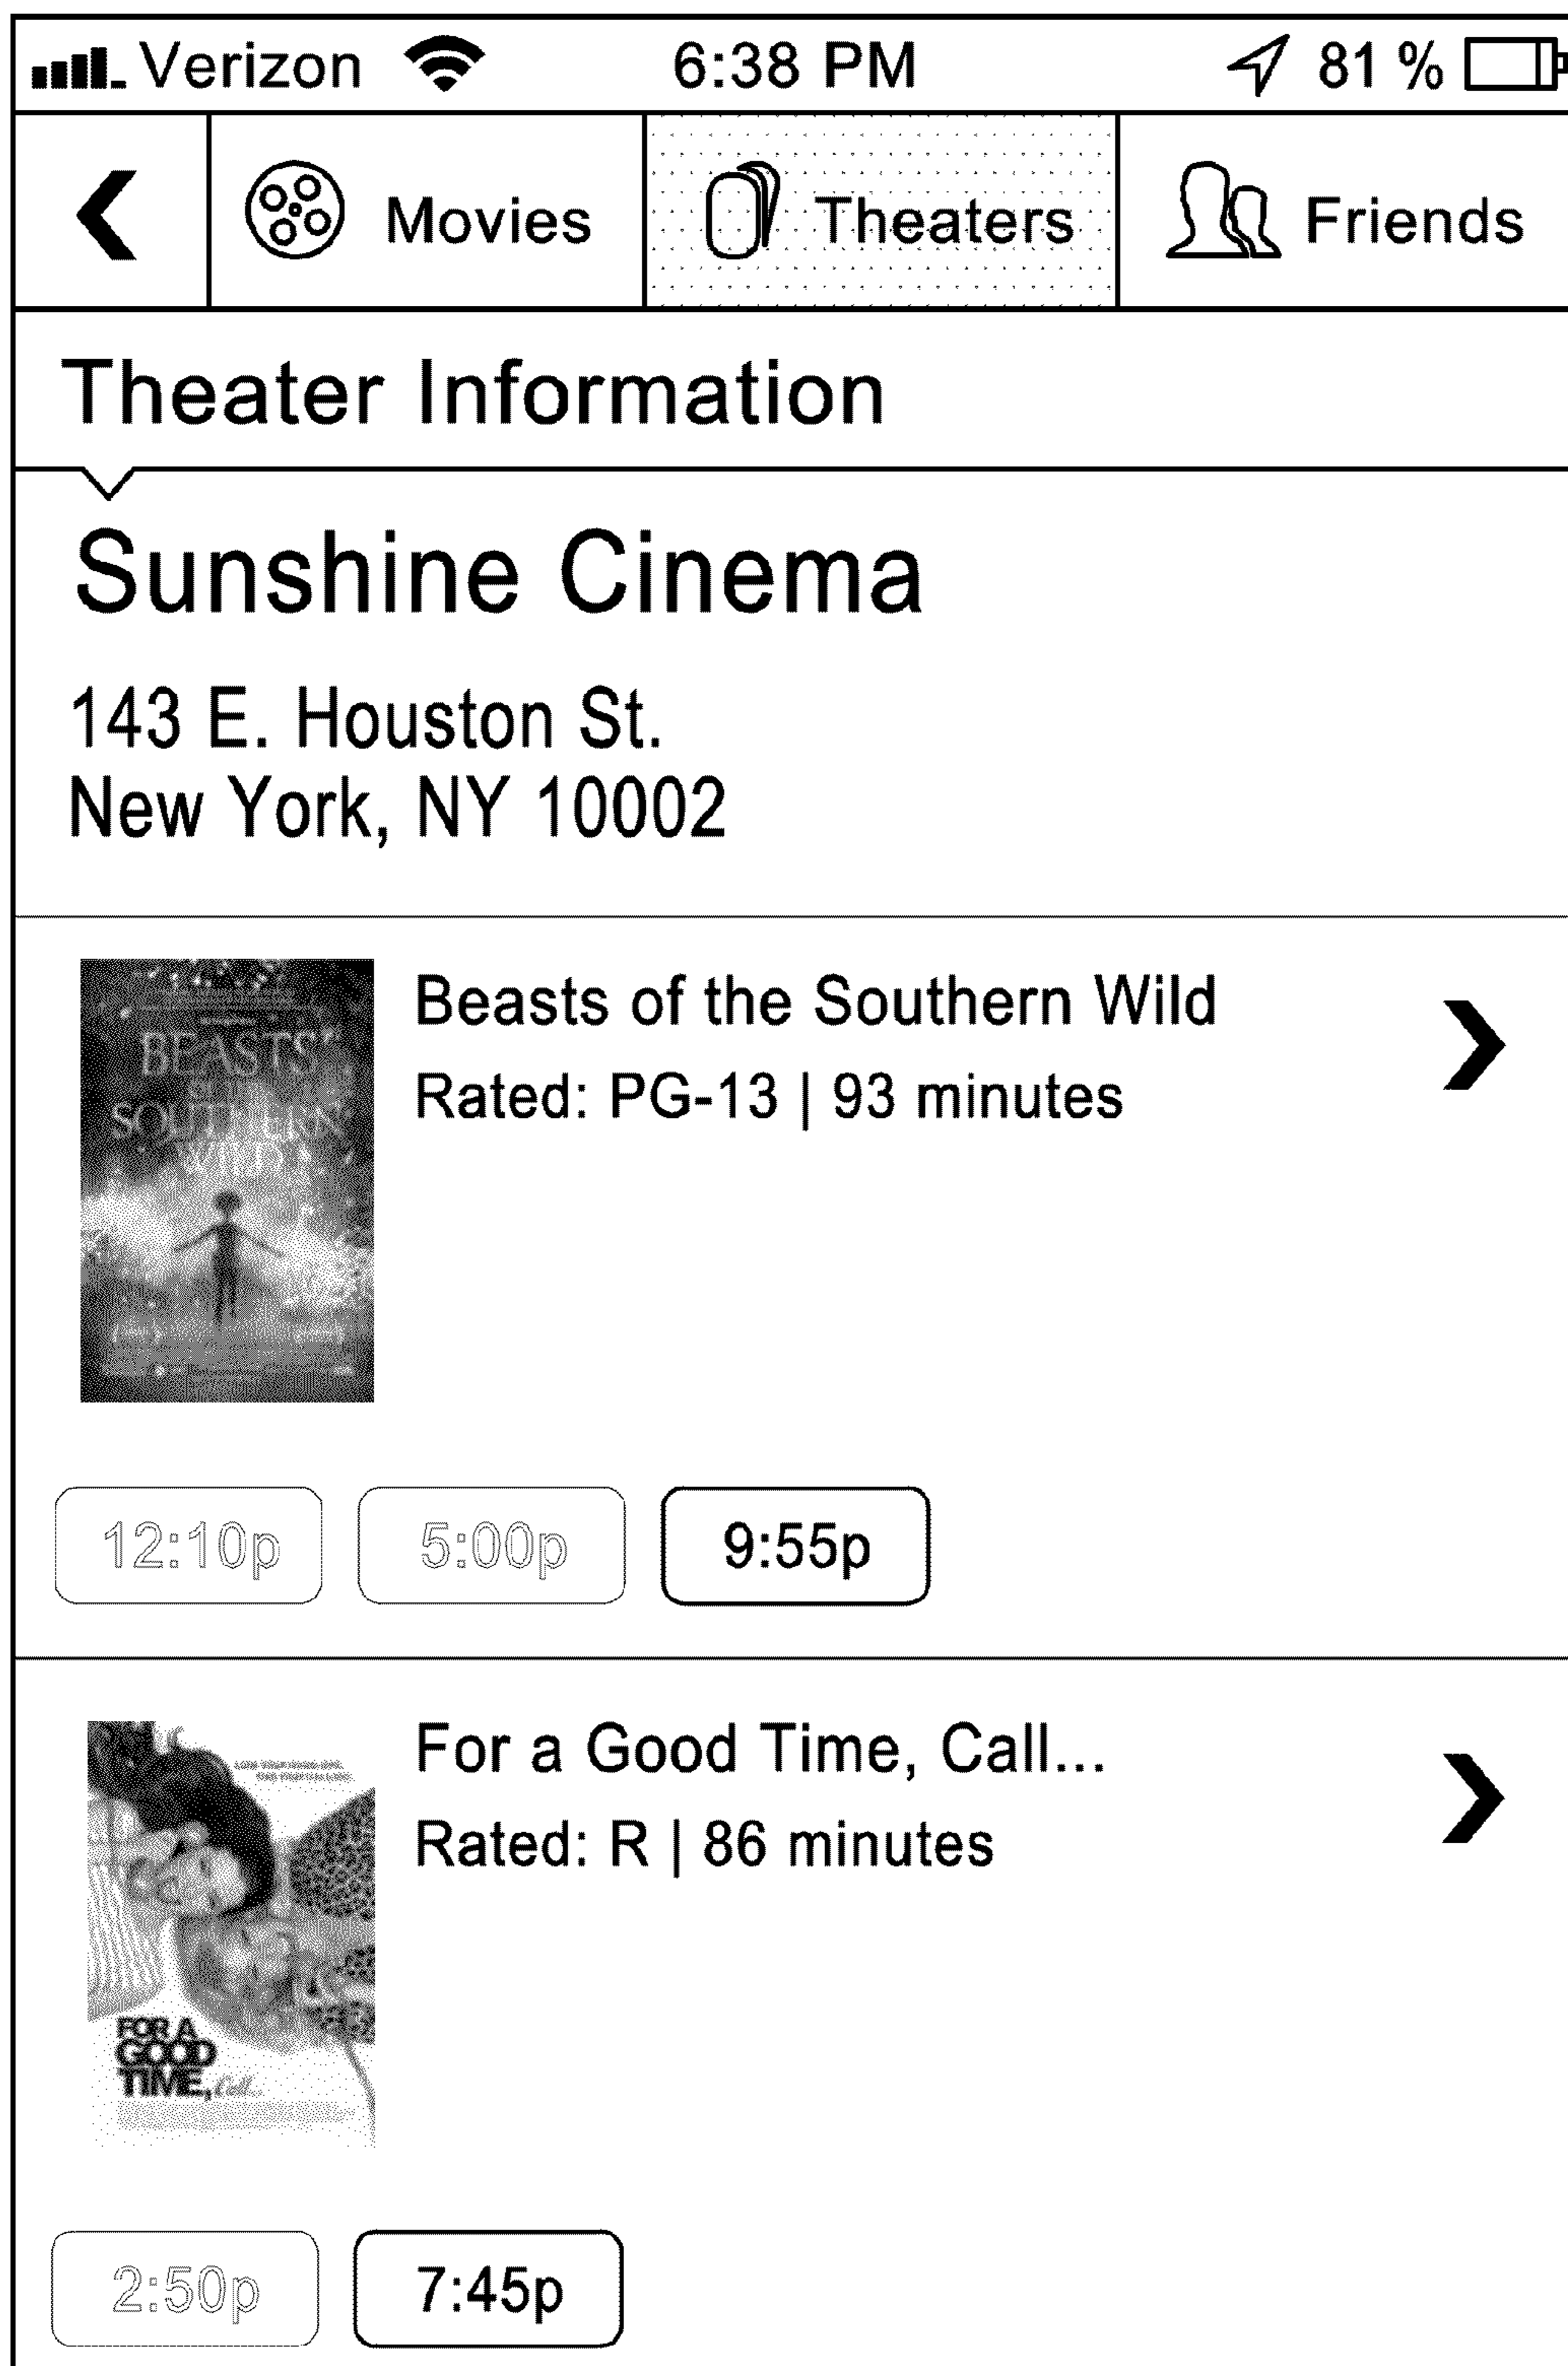 Verizon 6:38 PM 81 %
Movies Theaters Friends
Theater Information
Sunshine Cinema
143 E. Houston St.
New York, NY 10002
Beasts of the Southern Wild
Rated: PG-13 | 93 minutes
BEASTS
SOUTHERN
WILD
12:10p 5:00p 9:55p
For a Good Time, Call...
Rated: R | 86 minutes
FOR A
GOOD
TIME, Call...
2:50p 7:45p